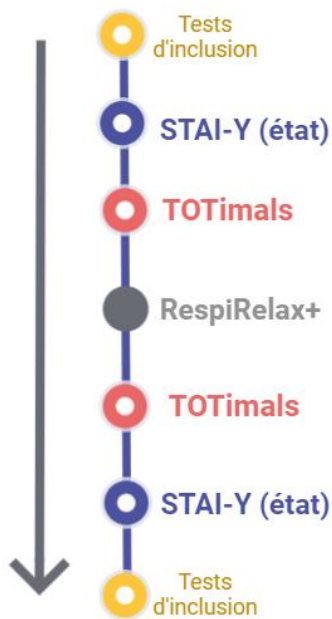 Tests
d'inclusion
STAI-Y (état)
TOTimals
RespiRelax+
TOTimals
STAI-Y (état)
Tests
d'inclusion